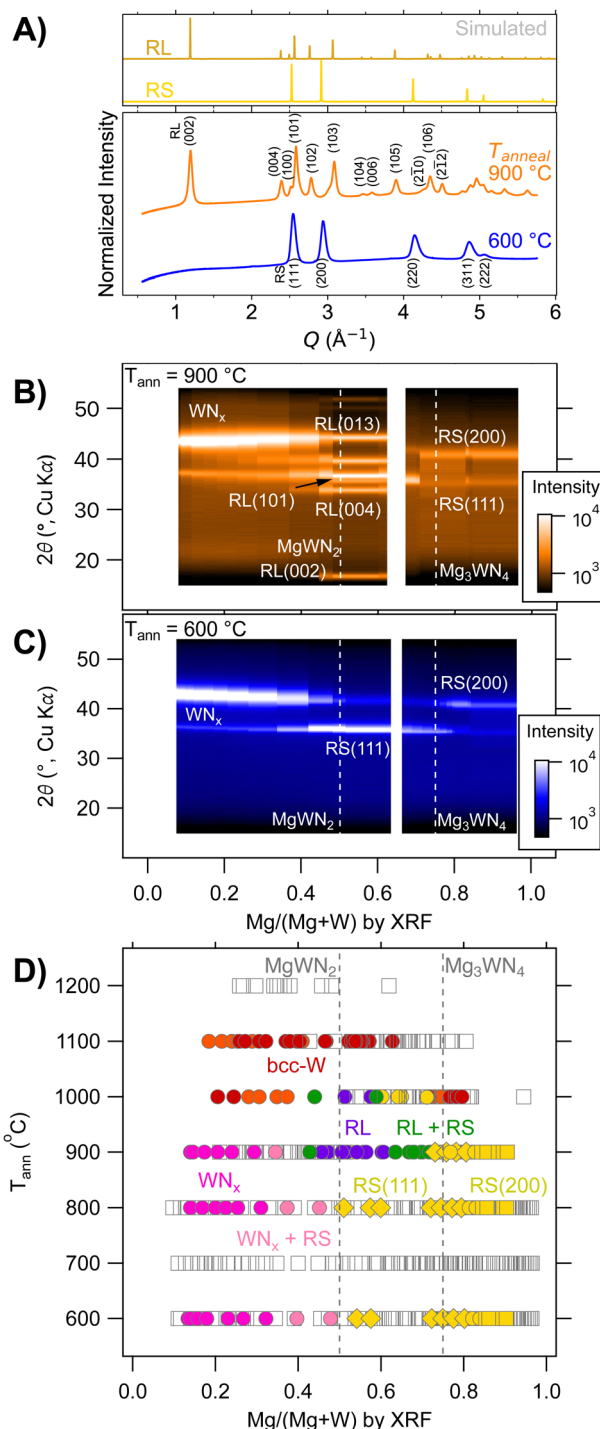 A)
Simulated
RL
RS
Normalized Intensity
RL
(002)
(004)
(100)
(101)
(102)
(103)
(104)
(006)
(105)
(2̅1̅0)
(106)
(2̅1̅2)
T_anneal
900 °C
600 °C
RS
(111)
(200)
(220)
(311)
(222)
1 2 3 4 5 6
Q (Å⁻¹)
B)
T_ann = 900 °C
WNₓ
RL(013)
RS(200)
RL(101)
RS(111)
RL(004)
MgWN₂
Mg₃WN₄
RL(002)
50
40
30
20
2θ (°, Cu Kα)
Intensity
10⁴
10³
C)
T_ann = 600 °C
WNₓ
RS(200)
RS(111)
MgWN₂
Mg₃WN₄
50
40
30
20
2θ (°, Cu Kα)
Intensity
10⁴
10³
0.0 0.2 0.4 0.6 0.8 1.0
Mg/(Mg+W) by XRF
D)
MgWN₂
Mg₃WN₄
1200
1100
bcc-W
1000
RL
RL + RS
900
WNₓ
RS(111)
RS(200)
800
WNₓ + RS
700
600
T_ann (°C)
0.0 0.2 0.4 0.6 0.8 1.0
Mg/(Mg+W) by XRF